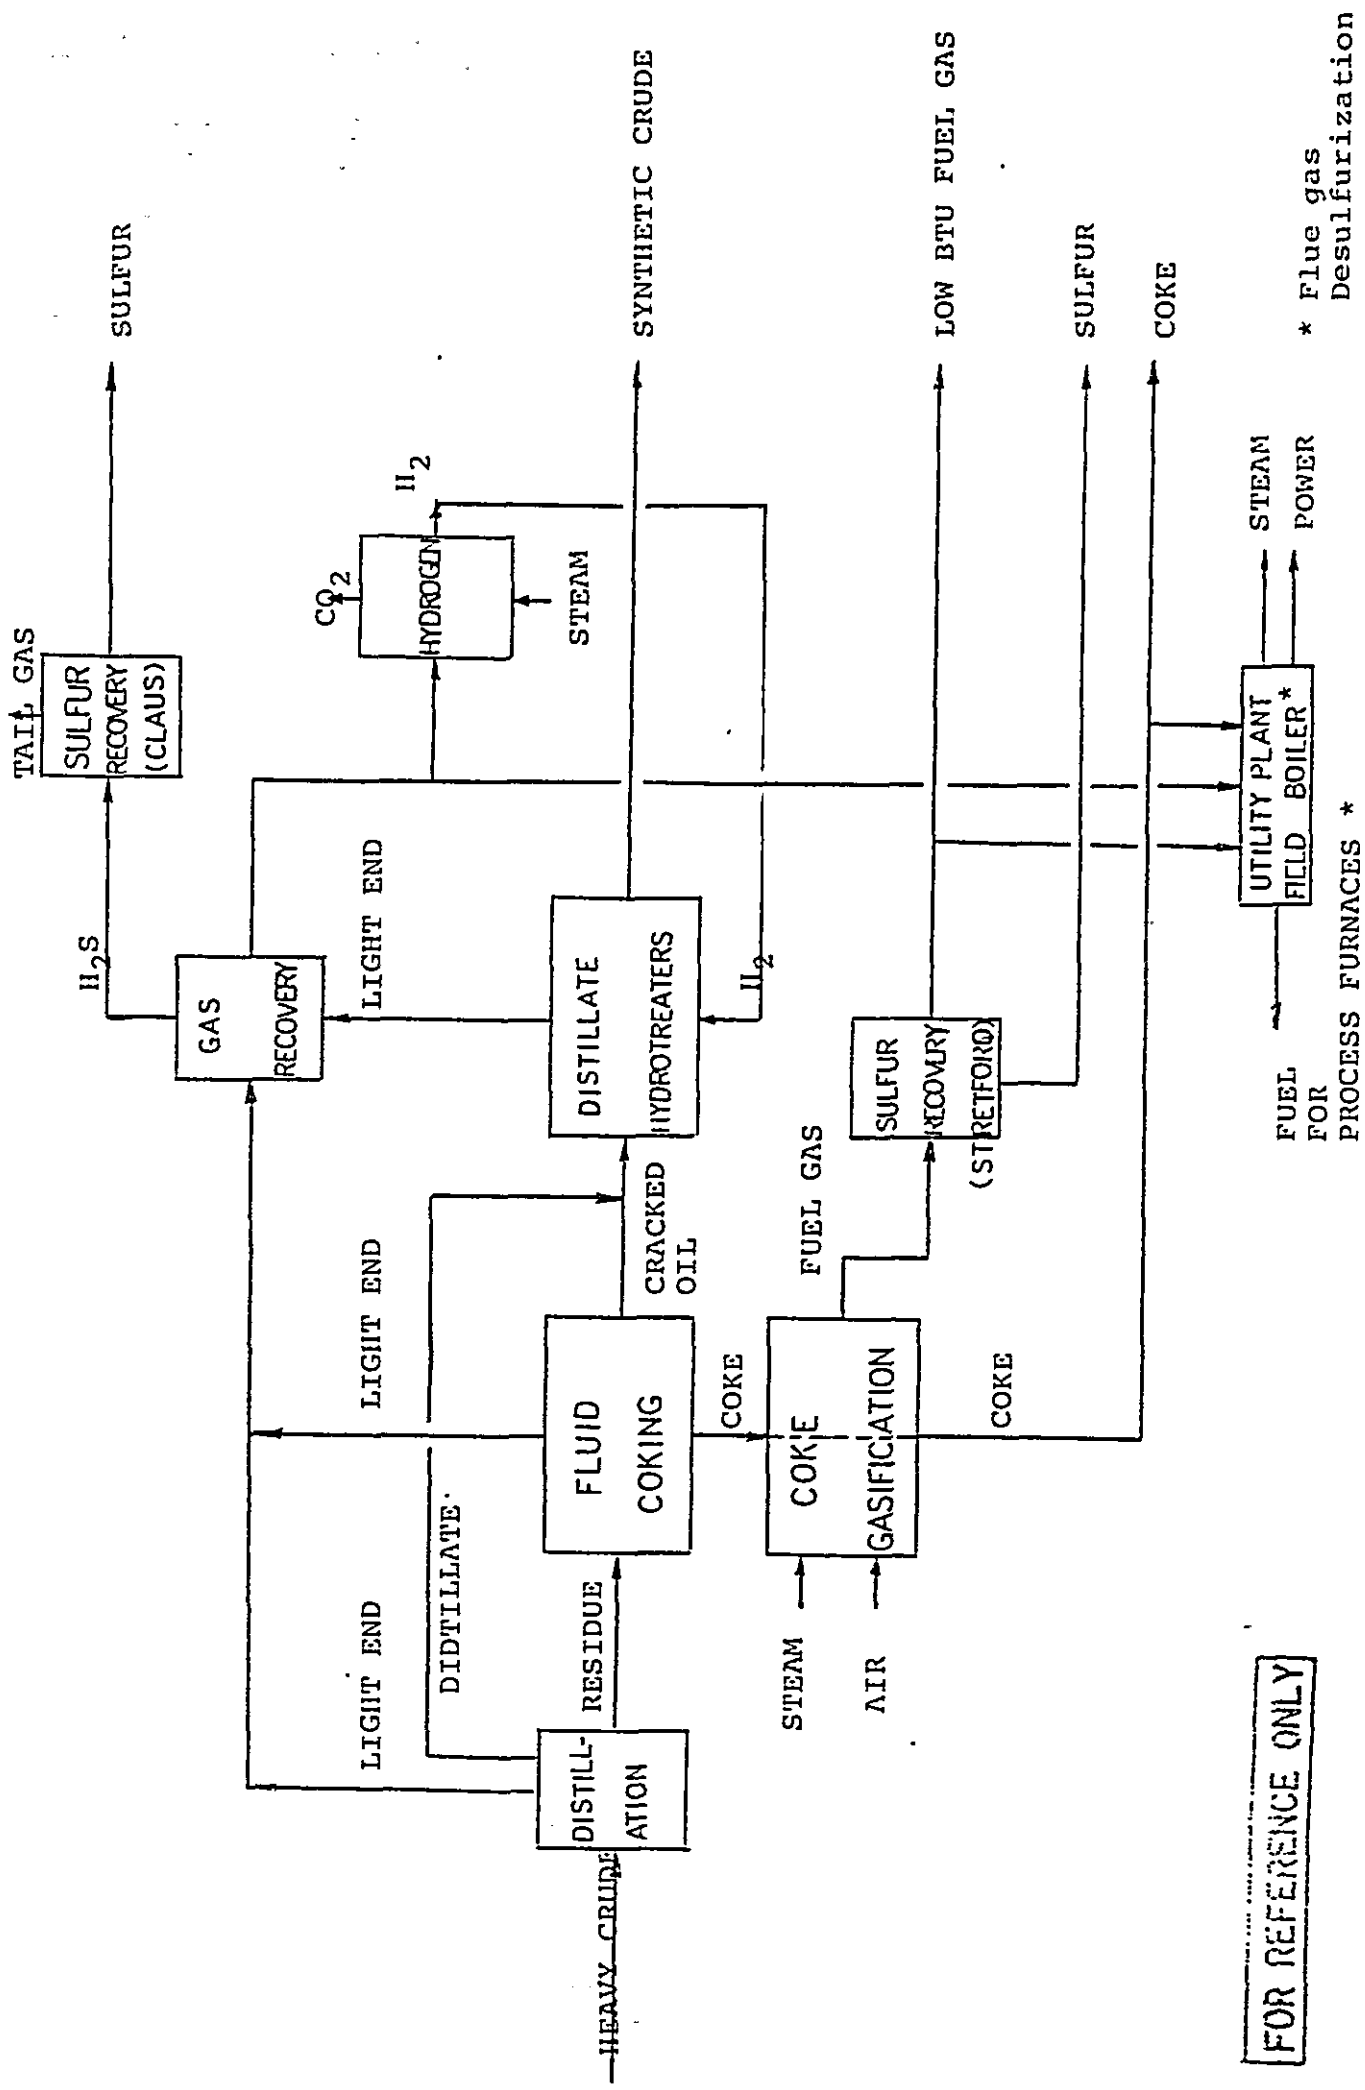 TAIL GAS
SULFUR
RECOVERY
(CLAUS)
SULFUR
H2S
GAS
RECOVERY
CO2
HYDROGEN
H2
STEAM
LIGHT END
LIGHT END
LIGHT END
DIDTILLATE
HEAVY CRUDE
DISTILL-
ATION
RESIDUE
FLUID
COKING
CRACKED
OIL
DISTILLATE
HYDROTREATERS
H2
SYNTHETIC CRUDE
COKE
STEAM
AIR
COKE
GASIFICATION
FUEL GAS
SULFUR
RECOVERY
(STRETFORD)
LOW BTU FUEL GAS
SULFUR
COKE
COKE
UTILITY PLANT
FIELD BOILER*
STEAM
POWER
FUEL
FOR
PROCESS FURNACES *
* Flue gas
Desulfurization
FOR REFERENCE ONLY